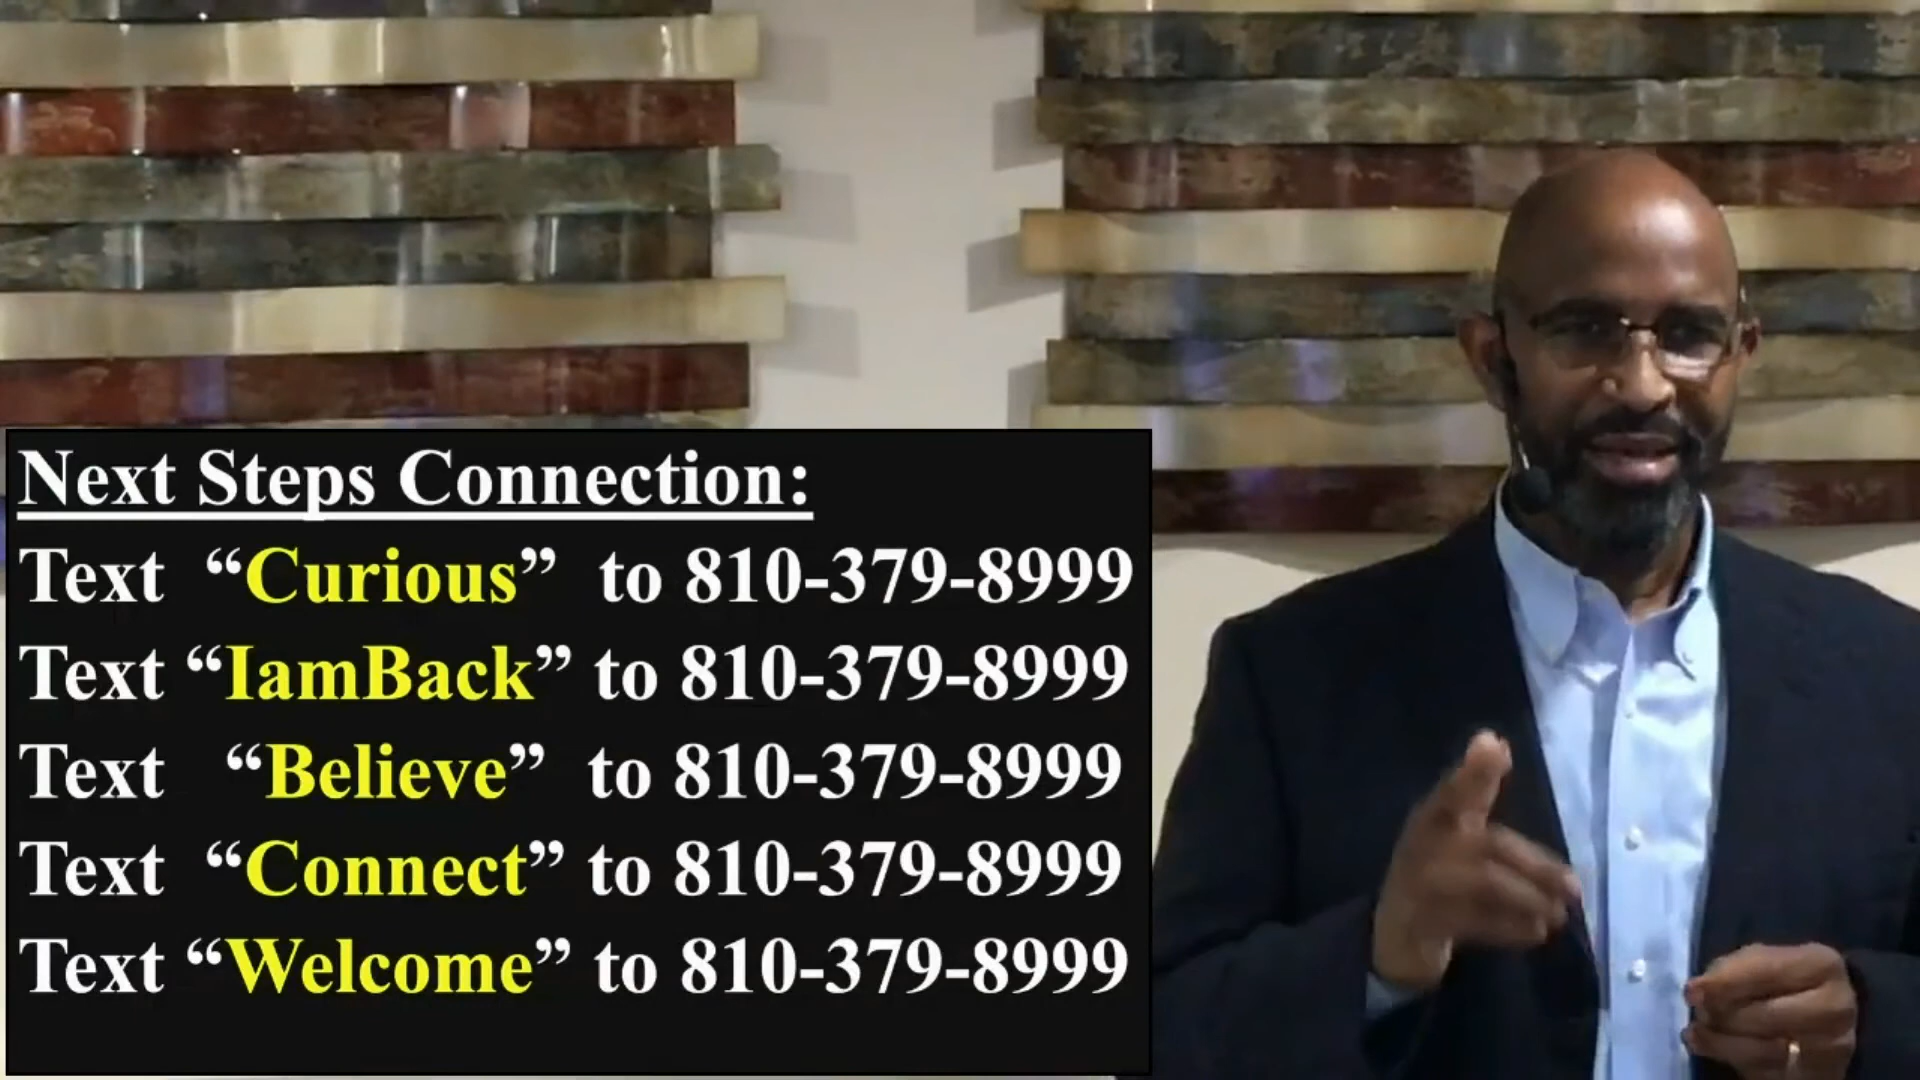 Next Steps Connection:
Text “Curious” to 810-379-8999
Text “IamBack” to 810-379-8999
Text “Believe” to 810-379-8999
Text “Connect” to 810-379-8999
Text “Welcome” to 810-379-8999